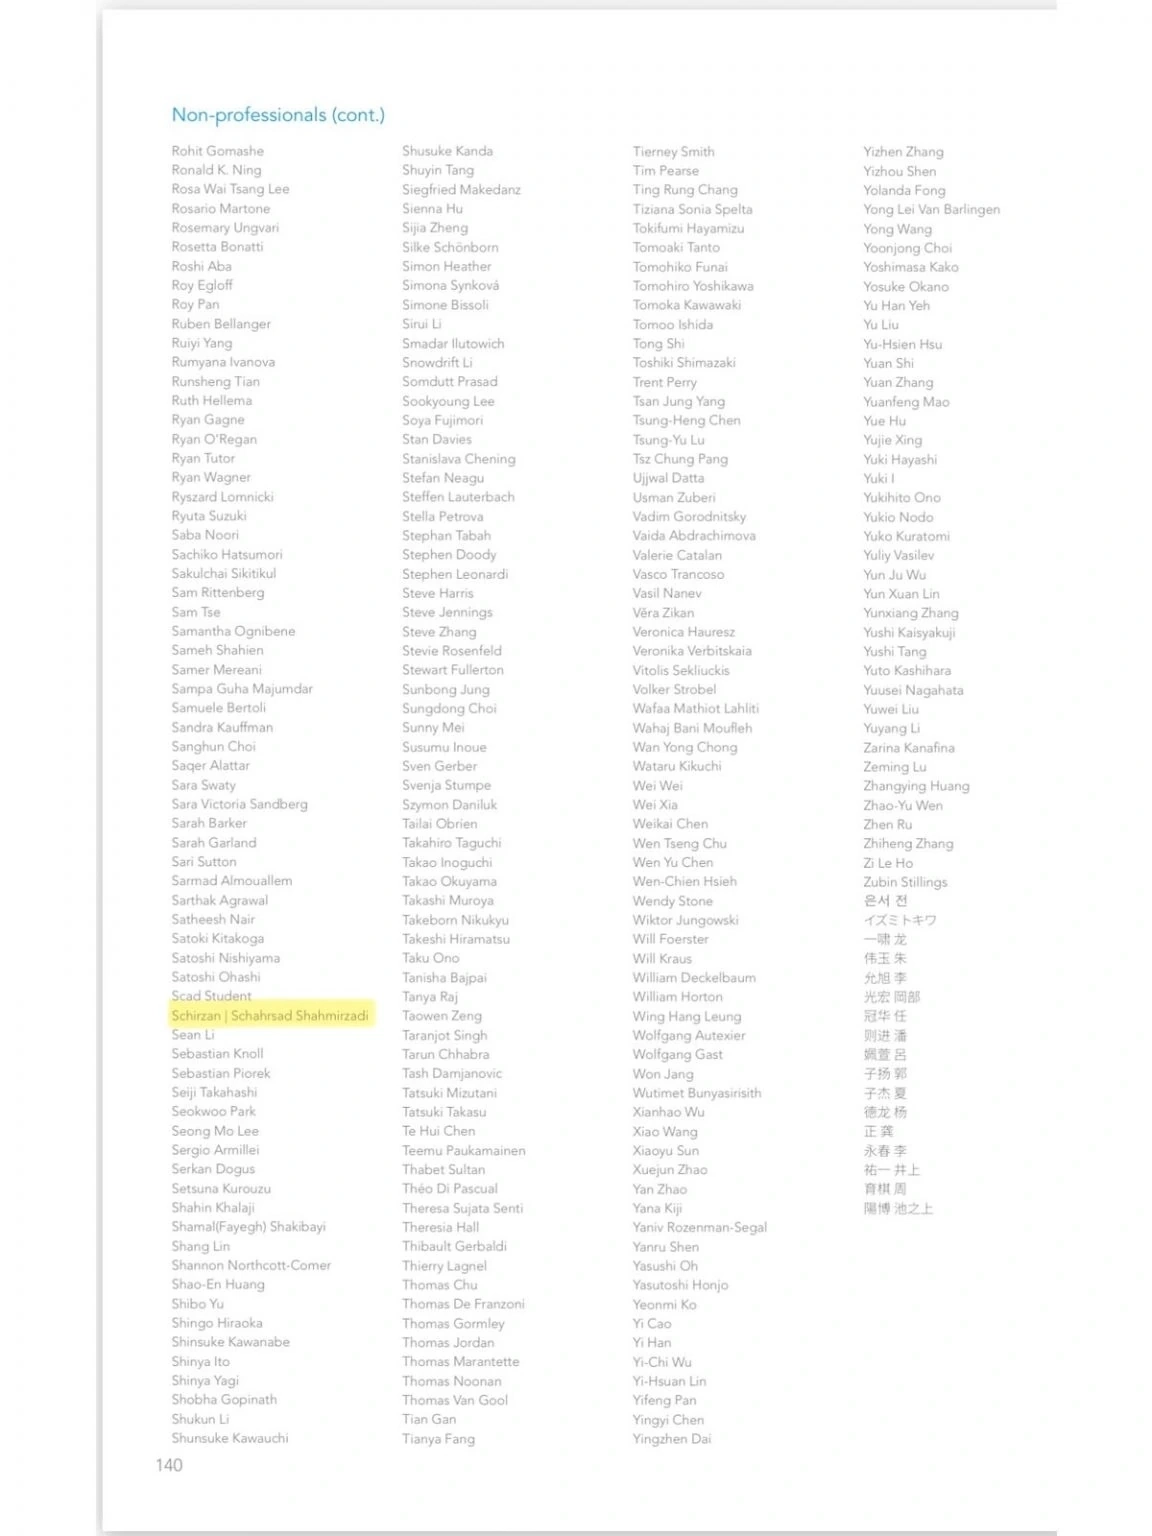 Non-professionals (cont.)
Rohit Gomashe
Ronald K. Ning
Rosa Wai Tsang Lee
Rosario Martone
Rosemary Ungvari
Rosetta Bonatti
Roshi Aba
Roy Egloff
Roy Pan
Ruben Bellanger
Ruiyi Yang
Rumyana Ivanova
Runsheng Tian
Ruth Hellema
Ryan Gagne
Ryan O'Regan
Ryan Tutor
Ryan Wagner
Ryszard Lomnicki
Ryuta Suzuki
Saba Noori
Sachiko Hatsumori
Sakulchai Sikitikul
Sam Rittenberg
Sam Tse
Samantha Ognibene
Sameh Shahien
Samer Mereani
Sampa Guha Majumdar
Samuele Bertoli
Sandra Kauffman
Sanghun Choi
Saqer Alattar
Sara Swaty
Sara Victoria Sandberg
Sarah Barker
Sarah Garland
Sari Sutton
Sarmad Almouallem
Sarthak Agrawal
Satheesh Nair
Satoki Kitakoga
Satoshi Nishiyama
Satoshi Ohashi
Scad Student
Schirzan | Schahrsad Shahmirzadi
Sean Li
Sebastian Knoll
Sebastian Piorek
Seiji Takahashi
Seokwoo Park
Seong Mo Lee
Sergio Armillei
Serkan Dogus
Setsuna Kurouzu
Shahin Khalaji
Shamal(Fayegh) Shakibayi
Shang Lin
Shannon Northcott-Comer
Shao-En Huang
Shibo Yu
Shingo Hiraoka
Shinsuke Kawanabe
Shinya Ito
Shinya Yagi
Shobha Gopinath
Shukun Li
Shunsuke Kawauchi
Shusuke Kanda
Shuyin Tang
Siegfried Makedanz
Sienna Hu
Sijia Zheng
Silke Schönborn
Simon Heather
Simona Synková
Simone Bissoli
Sirui Li
Smadar Ilutowich
Snowdrift Li
Somdutt Prasad
Sookyoung Lee
Soya Fujimori
Stan Davies
Stanislava Chening
Stefan Neagu
Steffen Lauterbach
Stella Petrova
Stephan Tabah
Stephen Doody
Stephen Leonardi
Steve Harris
Steve Jennings
Steve Zhang
Stevie Rosenfeld
Stewart Fullerton
Sunbong Jung
Sungdong Choi
Sunny Mei
Susumu Inoue
Sven Gerber
Svenja Stumpe
Szymon Daniluk
Tailai Obrien
Takahiro Taguchi
Takao Inoguchi
Takao Okuyama
Takashi Muroya
Takeborn Nikukyu
Takeshi Hiramatsu
Taku Ono
Tanisha Bajpai
Tanya Raj
Taowen Zeng
Taranjot Singh
Tarun Chhabra
Tash Damjanovic
Tatsuki Mizutani
Tatsuki Takasu
Te Hui Chen
Teemu Paukamainen
Thabet Sultan
Théo Di Pascual
Theresa Sujata Senti
Theresia Hall
Thibault Gerbaldi
Thierry Lagnel
Thomas Chu
Thomas De Franzoni
Thomas Gormley
Thomas Jordan
Thomas Marantette
Thomas Noonan
Thomas Van Gool
Tian Gan
Tianya Fang
Tierney Smith
Tim Pearse
Ting Rung Chang
Tiziana Sonia Spelta
Tokifumi Hayamizu
Tomoaki Tanto
Tomohiko Funai
Tomohiro Yoshikawa
Tomoka Kawawaki
Tomoo Ishida
Tong Shi
Toshiki Shimazaki
Trent Perry
Tsan Jung Yang
Tsung-Heng Chen
Tsung-Yu Lu
Tsz Chung Pang
Ujjwal Datta
Usman Zuberi
Vadim Gorodnitsky
Vaida Abdrachimova
Valerie Catalan
Vasco Trancoso
Vasil Nanev
Věra Zikan
Veronica Hauresz
Veronika Verbitskaia
Vitolis Sekliuckis
Volker Strobel
Wafaa Mathiot Lahliti
Wahaj Bani Moufleh
Wan Yong Chong
Wataru Kikuchi
Wei Wei
Wei Xia
Weikai Chen
Wen Tseng Chu
Wen Yu Chen
Wen-Chien Hsieh
Wendy Stone
Wiktor Jungowski
Will Foerster
Will Kraus
William Deckelbaum
William Horton
Wing Hang Leung
Wolfgang Autexier
Wolfgang Gast
Won Jang
Wutimet Bunyasirisith
Xianhao Wu
Xiao Wang
Xiaoyu Sun
Xuejun Zhao
Yan Zhao
Yana Kiji
Yaniv Rozenman-Segal
Yanru Shen
Yasushi Oh
Yasutoshi Honjo
Yeonmi Ko
Yi Cao
Yi Han
Yi-Chi Wu
Yi-Hsuan Lin
Yifeng Pan
Yingyi Chen
Yingzhen Dai
Yizhen Zhang
Yizhou Shen
Yolanda Fong
Yong Lei Van Barlingen
Yong Wang
Yoonjong Choi
Yoshimasa Kako
Yosuke Okano
Yu Han Yeh
Yu Liu
Yu-Hsien Hsu
Yuan Shi
Yuan Zhang
Yuanfeng Mao
Yue Hu
Yujie Xing
Yuki Hayashi
Yuki I
Yukihito Ono
Yukio Nodo
Yuko Kuratomi
Yuliy Vasilev
Yun Ju Wu
Yun Xuan Lin
Yunxiang Zhang
Yushi Kaisyakuji
Yushi Tang
Yuto Kashihara
Yuusei Nagahata
Yuwei Liu
Yuyang Li
Zarina Kanafina
Zeming Lu
Zhangying Huang
Zhao-Yu Wen
Zhen Ru
Zhiheng Zhang
Zi Le Ho
Zubin Stillings
은서 전
イズミトキワ
一啸 龙
伟玉 朱
允旭 李
光宏 岡部
冠华 任
则进 潘
姵萱 呂
子扬 郭
子杰 夏
德龙 杨
正 龚
永春 李
祐一 井上
育棋 周
陽博 池之上
140